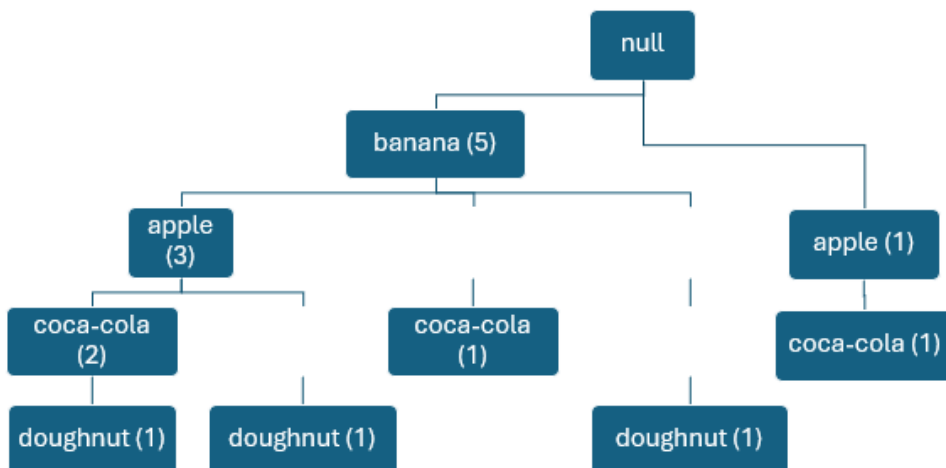 null
banana (5)
apple
(3)
apple (1)
coca-cola
(2)
coca-cola
(1)
coca-cola (1)
doughnut (1)
doughnut (1)
doughnut (1)